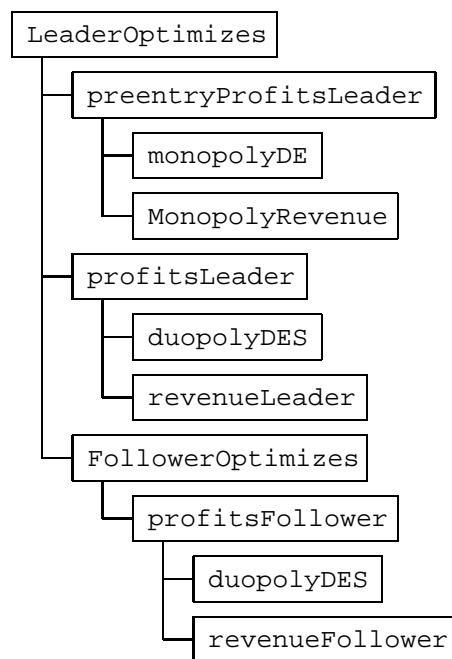 LeaderOptimizes
preentryProfitsLeader
monopolyDE
MonopolyRevenue
profitsLeader
duopolyDES
revenueLeader
FollowerOptimizes
profitsFollower
duopolyDES
revenueFollower